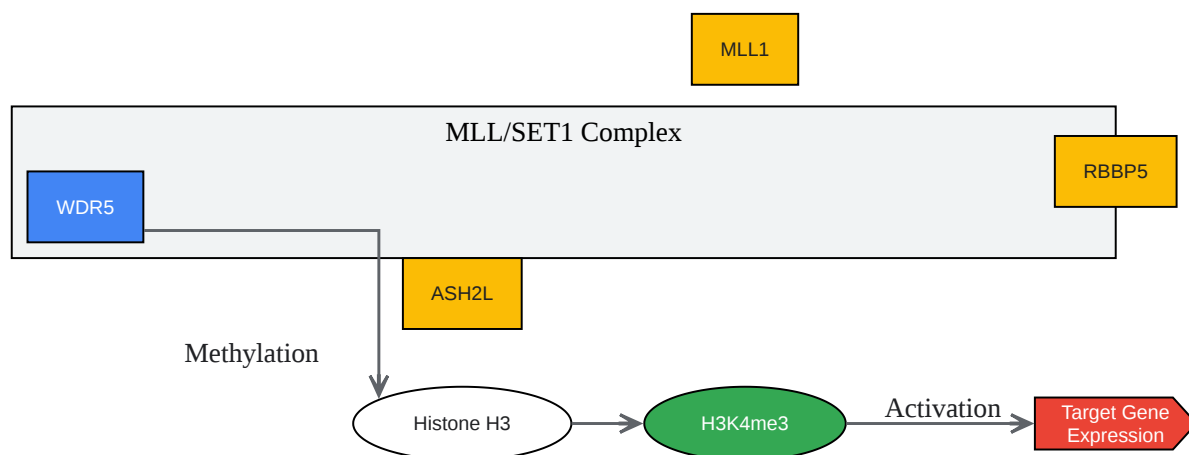 MLL1
MLL/SET1 Complex
RBBP5
WDR5
ASH2L
Methylation
Histone H3
H3K4me3
Activation
Target Gene
Expression